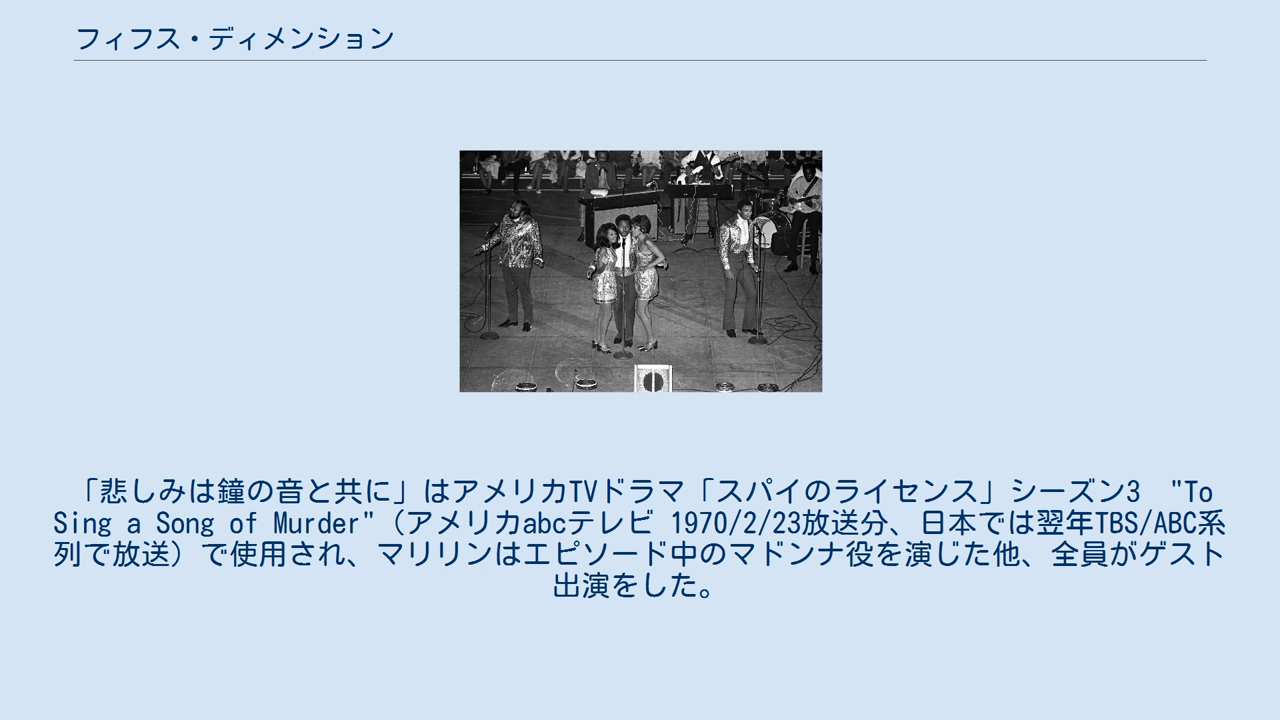 フィフス・ディメンション
「悲しみは鐘の音と共に」はアメリカTVドラマ「スパイのライセンス」シーズン3　"To
Sing a Song of Murder"（アメリカabcテレビ 1970/2/23放送分、日本では翌年TBS/ABC系
列で放送）で使用され、マリリンはエピソード中のマドンナ役を演じた他、全員がゲスト
出演をした。